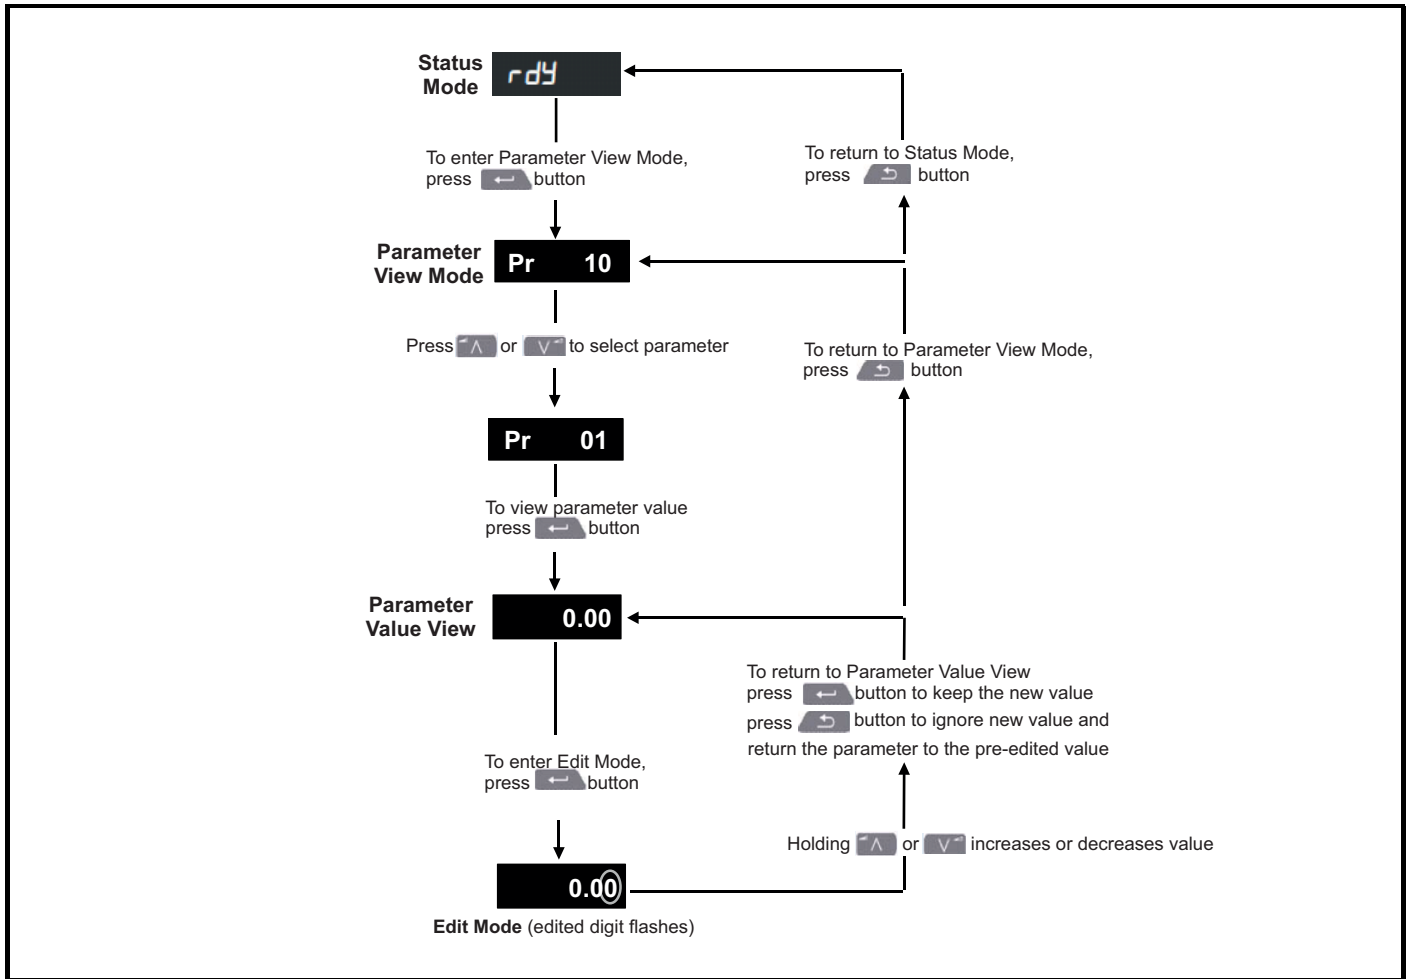 Status
Mode
rdy
To enter Parameter View Mode,
press button
To return to Status Mode,
press button
Parameter
View Mode
Pr 10
Press or to select parameter
To return to Parameter View Mode,
press button
Pr 01
To view parameter value
press button
Parameter
Value View
0.00
To return to Parameter Value View
press button to keep the new value
press button to ignore new value and
return the parameter to the pre-edited value
To enter Edit Mode,
press button
Holding or increases or decreases value
0.00
Edit Mode (edited digit flashes)